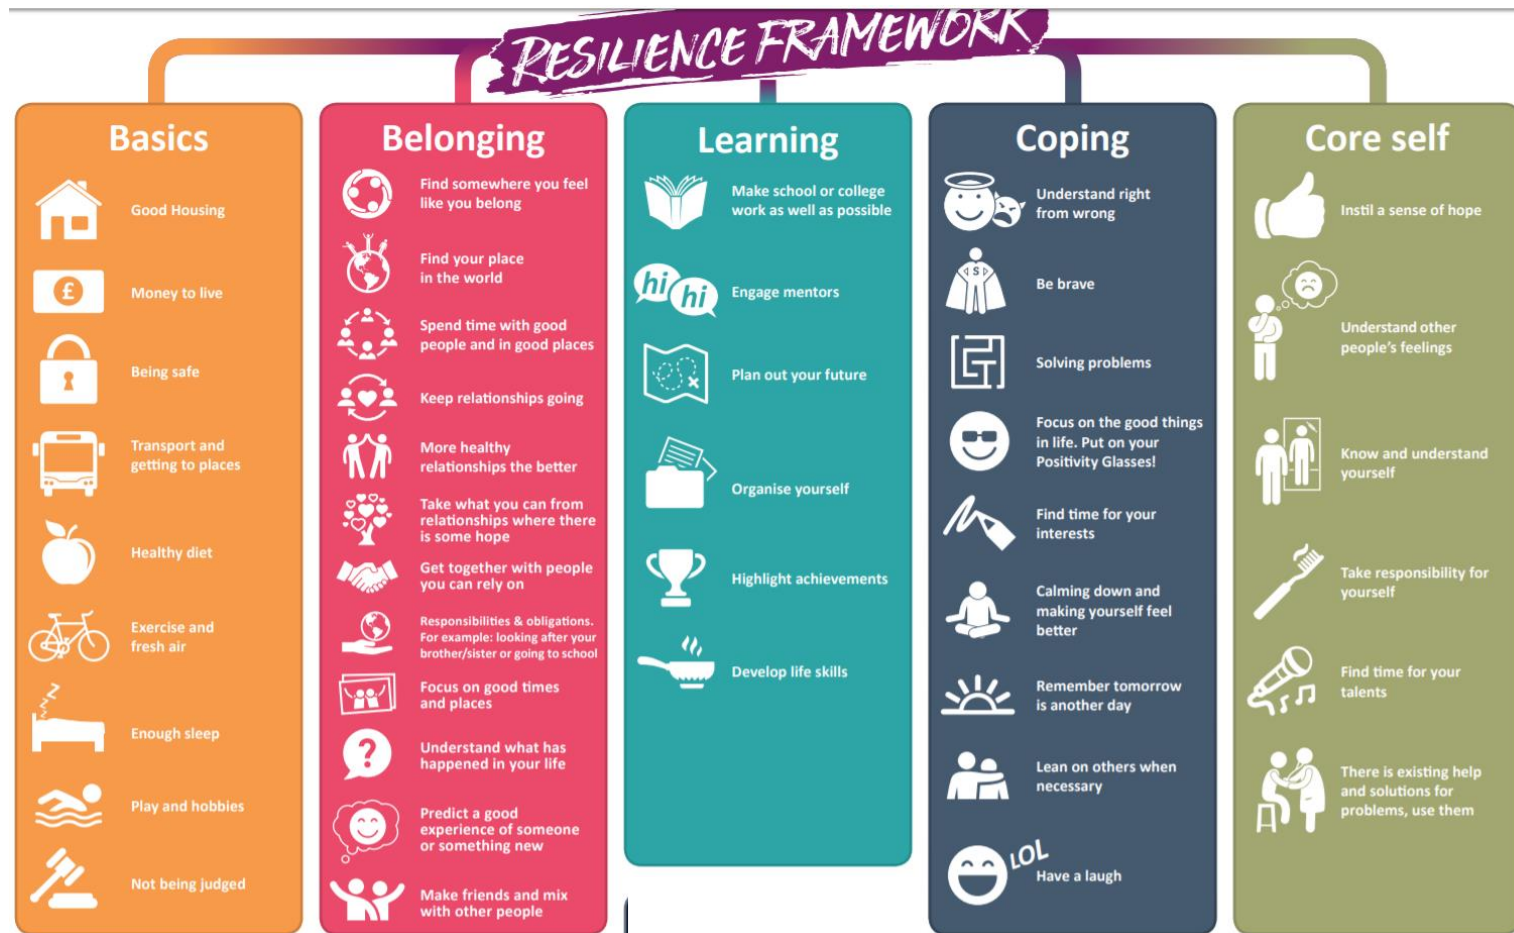 RESILIENCE FRAMEWORK
Basics
Good Housing
£
Money to live
Being safe
Transport and
getting to places
Healthy diet
Exercise and
fresh air
zzzz
Enough sleep
Play and hobbies
Not being judged
Belonging
Find somewhere you feel
like you belong
Find your place
in the world
Spend time with good
people and in good places
Keep relationships going
More healthy
relationships the better
Take what you can from
relationships where there
is some hope
Get together with people
you can rely on
Responsibilities & obligations.
For example: looking after your
brother/sister or going to school
Focus on good times
and places
?
Understand what has
happened in your life
Predict a good
experience of someone
or something new
Make friends and mix
with other people
Learning
Make school or college
work as well as possible
hi hi
Engage mentors
Plan out your future
Organise yourself
Highlight achievements
Develop life skills
Coping
Understand right
from wrong
S
Be brave
Solving problems
Focus on the good things
in life. Put on your
Positivity Glasses!
Find time for your
interests
Calming down and
making yourself feel
better
Remember tomorrow
is another day
Lean on others when
necessary
LOL
Have a laugh
Core self
Instil a sense of hope
Understand other
people's feelings
Know and understand
yourself
Take responsibility for
yourself
Find time for your
talents
There is existing help
and solutions for
problems, use them